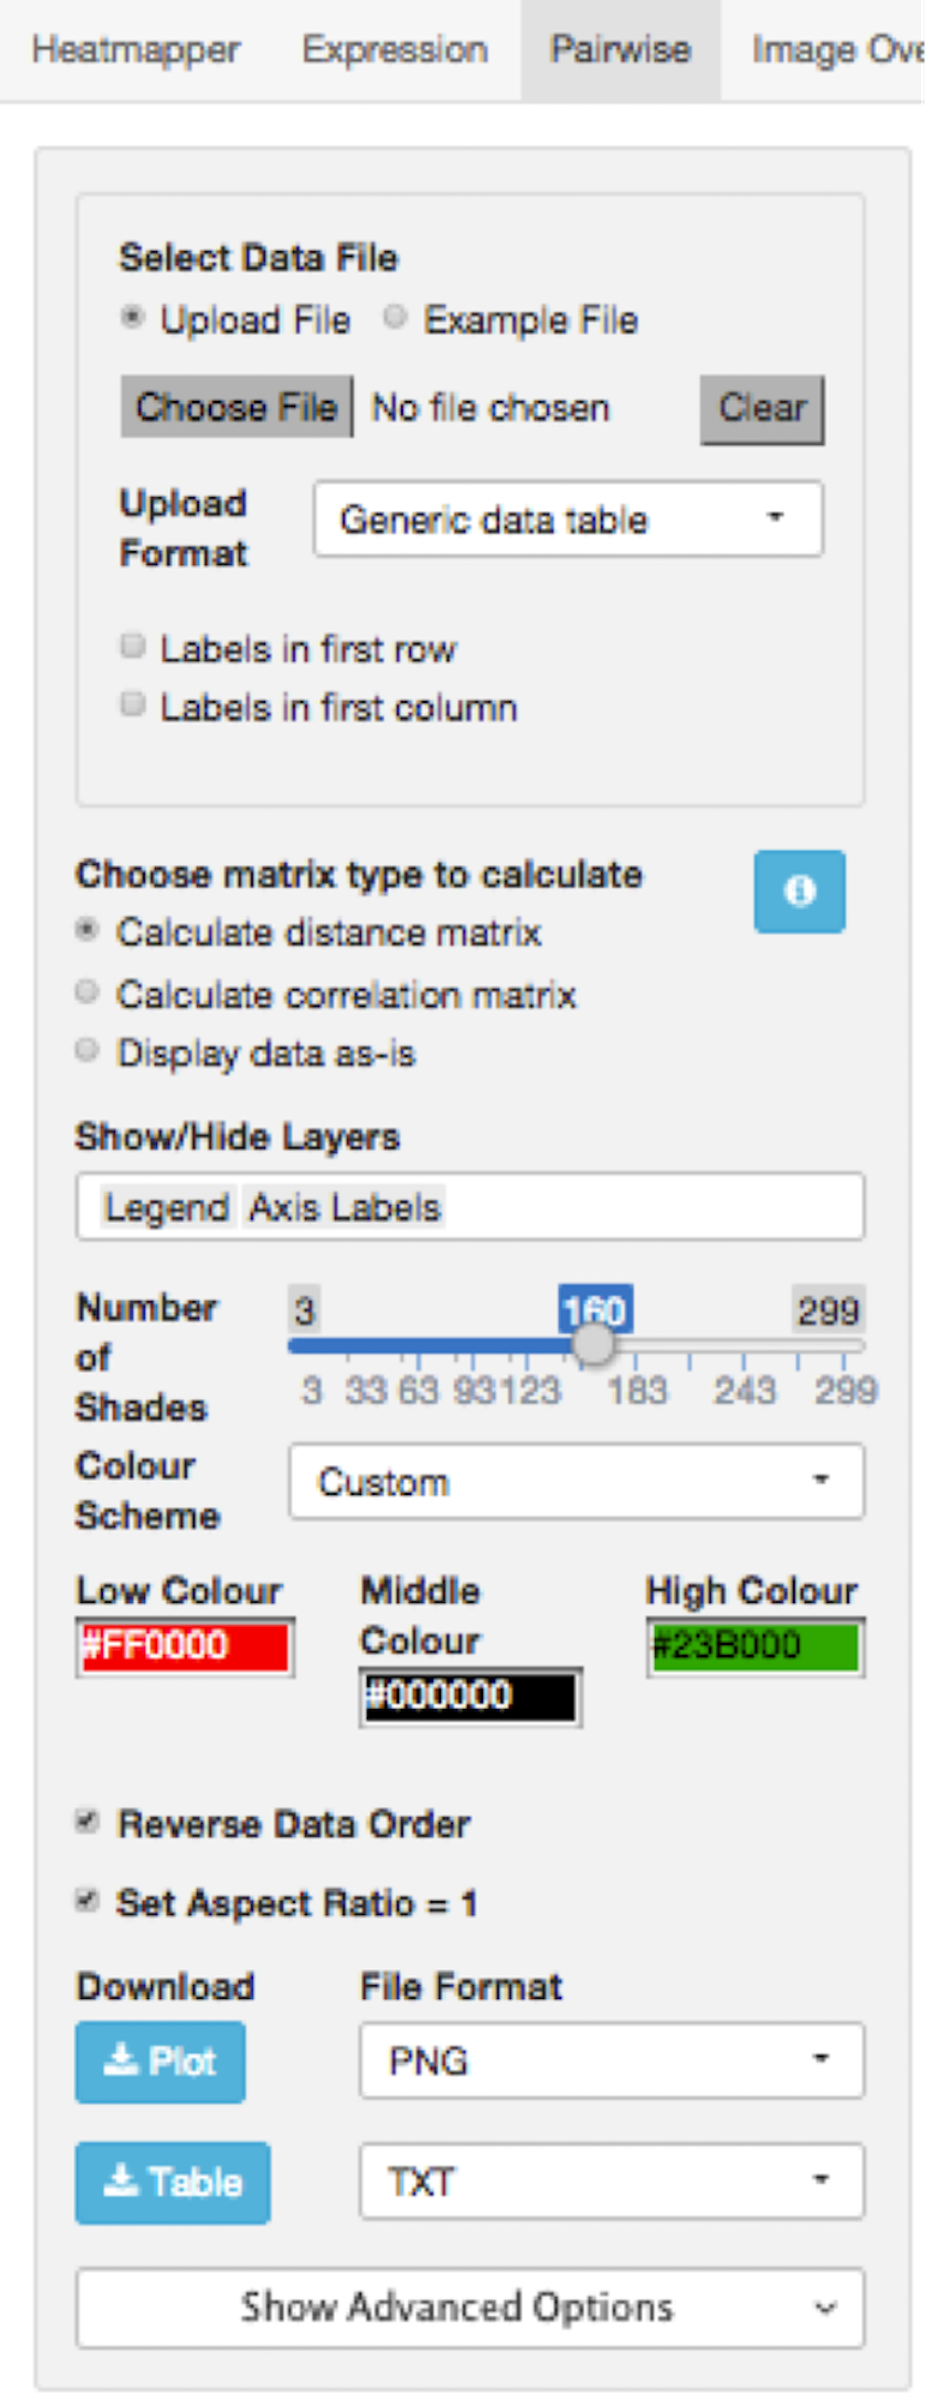 Heatmapper Expression Pairwise Image Ove
Select Data File
Upload File Example File
Choose File No file chosen Clear
Upload Format Generic data table
Labels in first row
Labels in first column
Choose matrix type to calculate
Calculate distance matrix
Calculate correlation matrix
Display data as-is
Show/Hide Layers
Legend Axis Labels
Number of Shades
3 160 299
3 33 63 93 123 183 243 299
Colour Scheme Custom
Low Colour Middle Colour High Colour
#FF0000 #000000 #23B000
Reverse Data Order
Set Aspect Ratio = 1
Download File Format
Plot PNG
Table TXT
Show Advanced Options